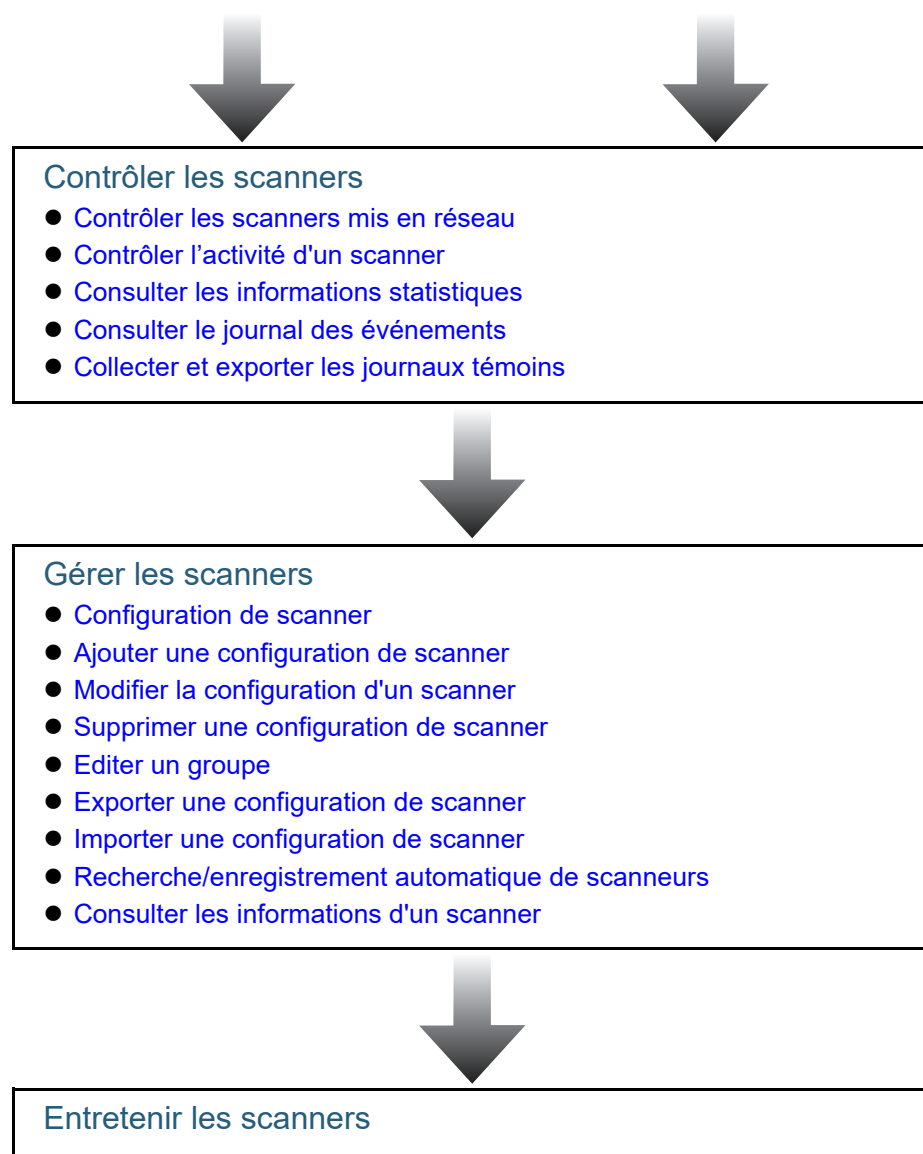 Contrôler les scanners
● Contrôler les scanners mis en réseau
● Contrôler l’activité d'un scanner
● Consulter les informations statistiques
● Consulter le journal des événements
● Collecter et exporter les journaux témoins
Gérer les scanners
● Configuration de scanner
● Ajouter une configuration de scanner
● Modifier la configuration d'un scanner
● Supprimer une configuration de scanner
● Editer un groupe
● Exporter une configuration de scanner
● Importer une configuration de scanner
● Recherche/enregistrement automatique de scanneurs
● Consulter les informations d'un scanner
Entretenir les scanners